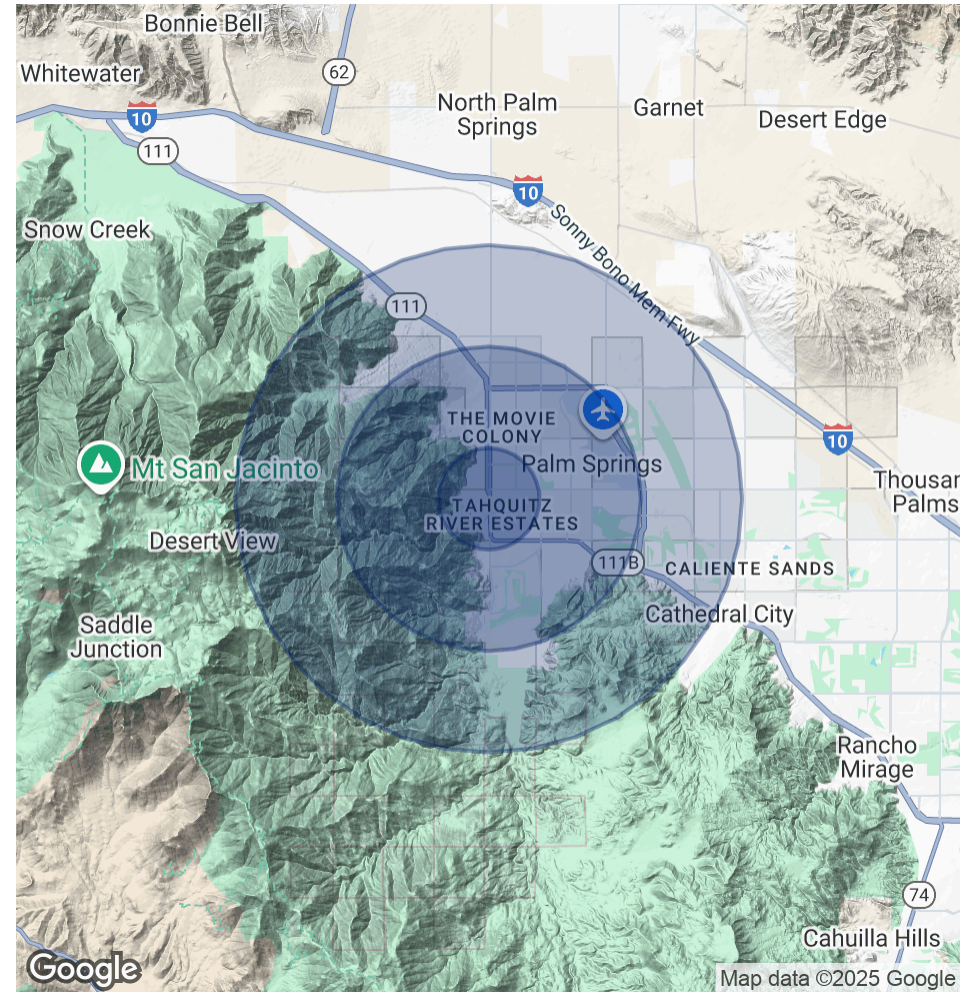 Bonnie Bell
Whitewater
62
10
North Palm
Springs
Garnet
Desert Edge
111
10
Snow Creek
Sonny Bono Mem Fwy
111
THE MOVIE
COLONY
10
Mt San Jacinto
Palm Springs
Thousan
Palms
TAHQUITZ
RIVER ESTATES
Desert View
111B
CALIENTE SANDS
Cathedral City
Saddle
Junction
Rancho
Mirage
74
Cahuilla Hills
Google
Map data ©2025 Google